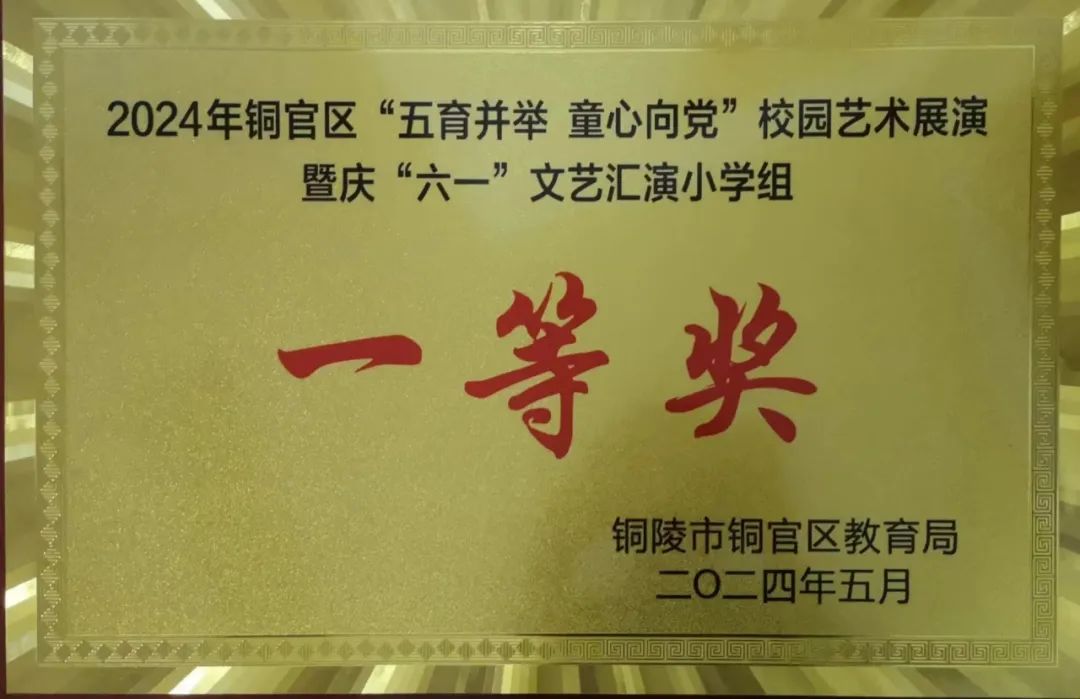 2024年铜官区“五育并举 童心向党”校园艺术展演
暨庆“六一”文艺汇演小学组
一等奖
铜陵市铜官区教育局
二〇二四年五月